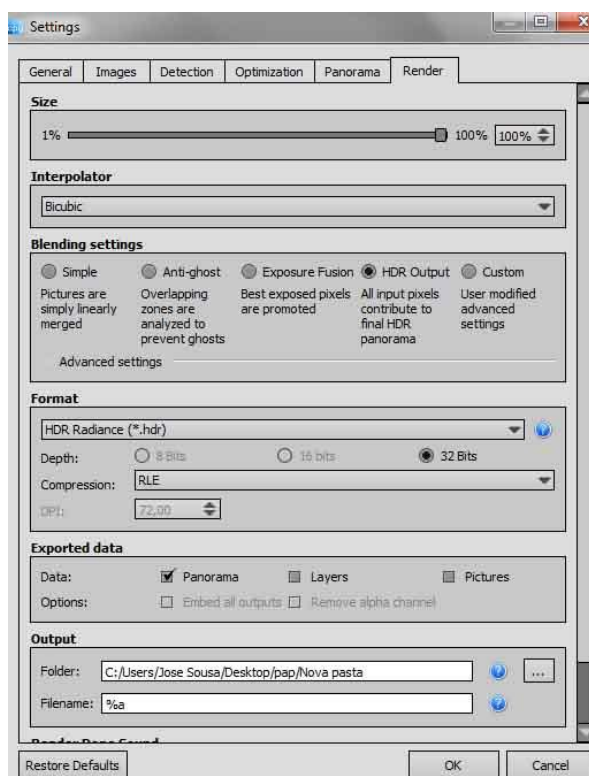 Settings
General Images Detection Optimization Panorama Render
Size
1% 100% 100%
Interpolator
Bicubic
Blending settings
Simple Anti-ghost Exposure Fusion HDR Output Custom
Pictures are simply linearly merged
Overlapping zones are analyzed to prevent ghosts
Best exposed pixels are promoted
All input pixels contribute to final HDR panorama
User modified advanced settings
Advanced settings
Format
HDR Radiance (*.hdr)
Depth: 8 Bits 16 bits 32 Bits
Compression: RLE
DPI: 72,00
Exported data
Data: Panorama Layers Pictures
Options: Embed all outputs Remove alpha channel
Output
Folder: C:/Users/Jose Sousa/Desktop/pap/Nova pasta ...
Filename: %a
Render Done Sound
Restore Defaults OK Cancel